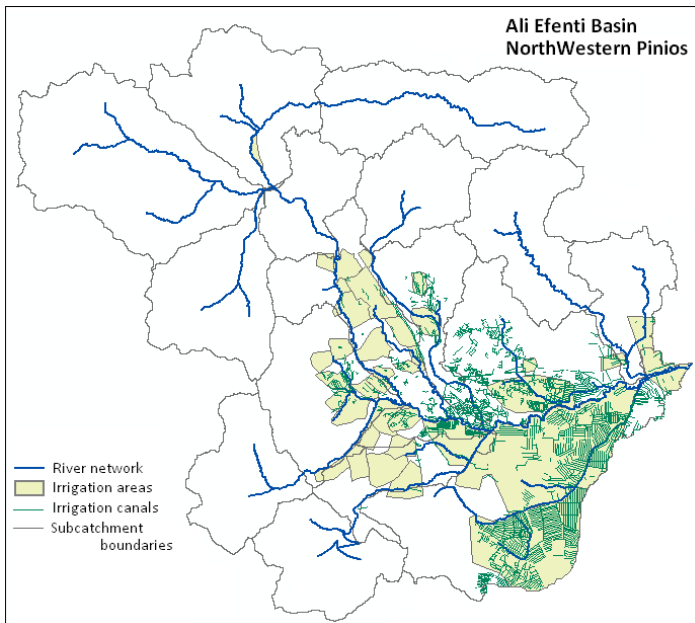 Ali Efenti Basin
NorthWestern Pinios
River network
Irrigation areas
Irrigation canals
Subcatchment
boundaries